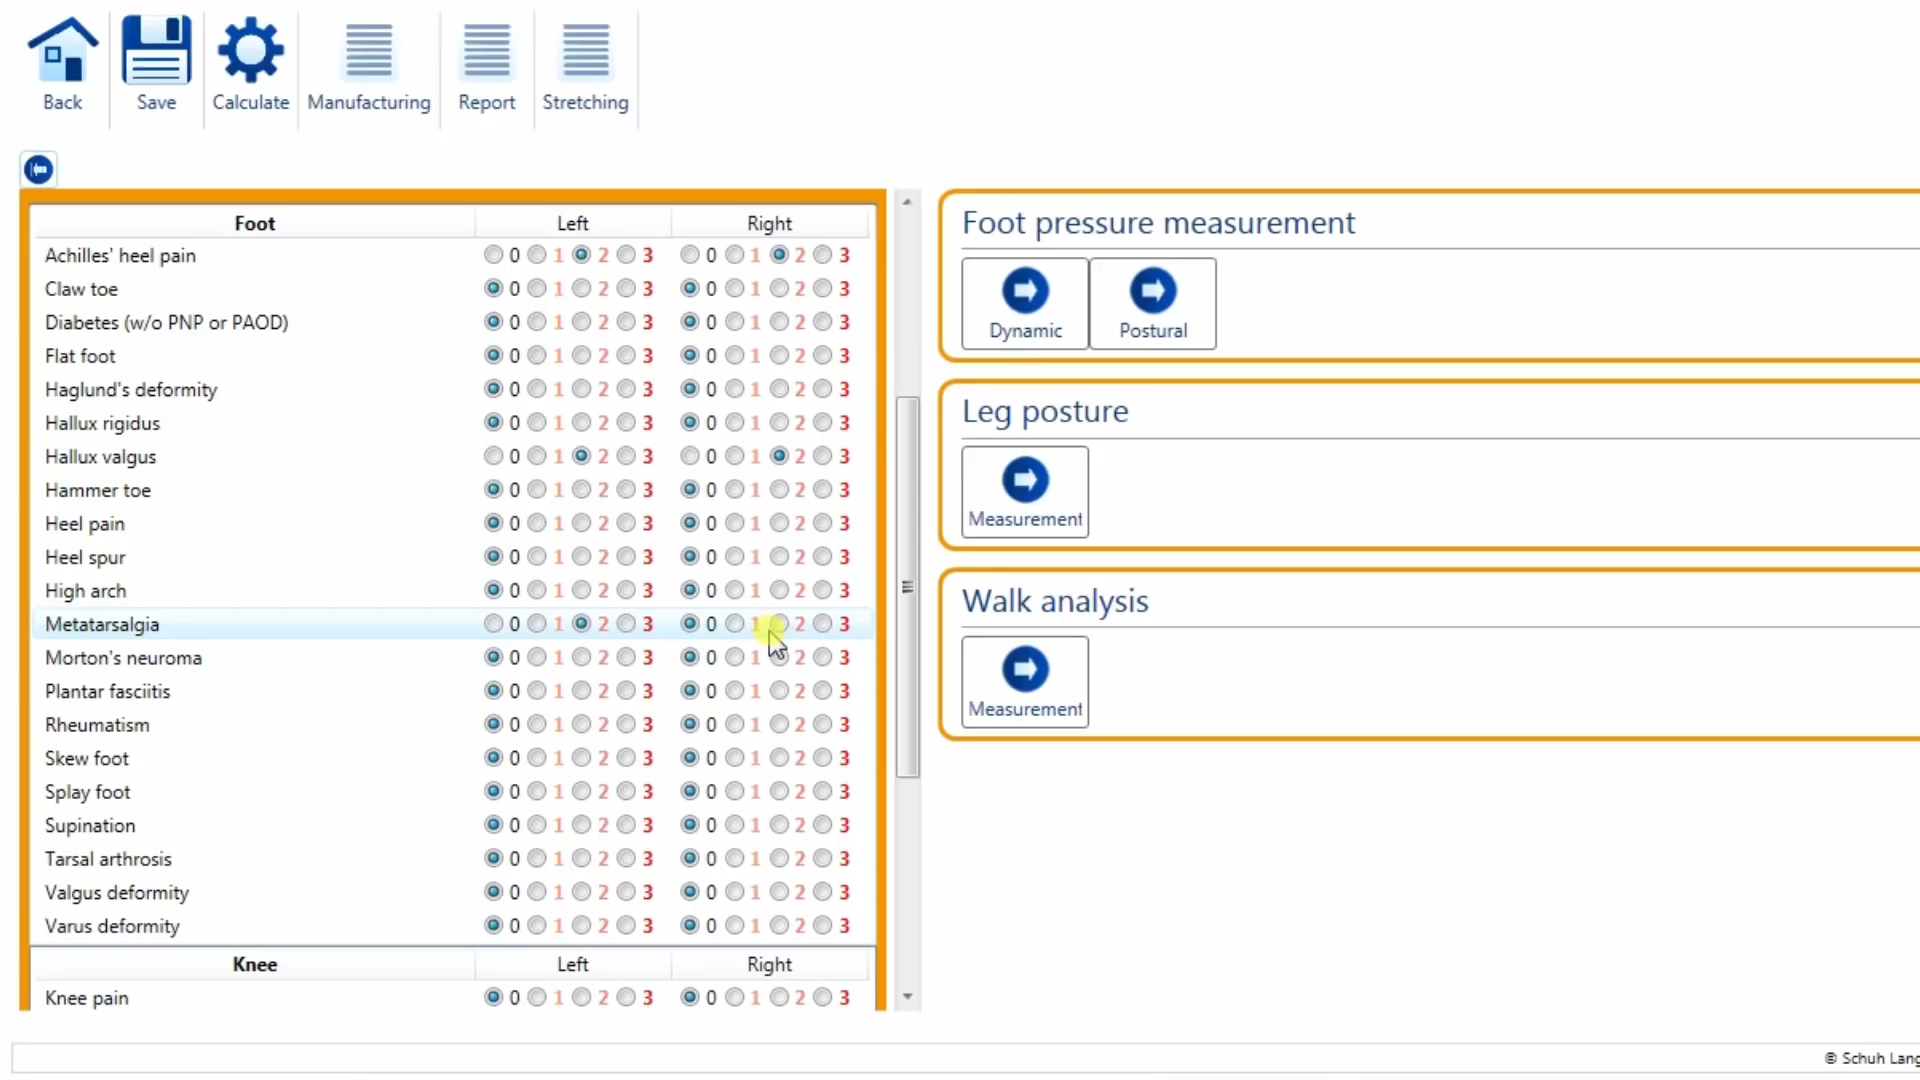 Back Save Calculate Manufacturing Report Stretching
Foot Left Right
Achilles' heel pain 0 1 2 3 0 1 2 3
Claw toe 0 1 2 3 0 1 2 3
Diabetes (w/o PNP or PAOD) 0 1 2 3 0 1 2 3
Flat foot 0 1 2 3 0 1 2 3
Haglund's deformity 0 1 2 3 0 1 2 3
Hallux rigidus 0 1 2 3 0 1 2 3
Hallux valgus 0 1 2 3 0 1 2 3
Hammer toe 0 1 2 3 0 1 2 3
Heel pain 0 1 2 3 0 1 2 3
Heel spur 0 1 2 3 0 1 2 3
High arch 0 1 2 3 0 1 2 3
Metatarsalgia 0 1 2 3 0 1 2 3
Morton's neuroma 0 1 2 3 0 1 2 3
Plantar fasciitis 0 1 2 3 0 1 2 3
Rheumatism 0 1 2 3 0 1 2 3
Skew foot 0 1 2 3 0 1 2 3
Splay foot 0 1 2 3 0 1 2 3
Supination 0 1 2 3 0 1 2 3
Tarsal arthrosis 0 1 2 3 0 1 2 3
Valgus deformity 0 1 2 3 0 1 2 3
Varus deformity 0 1 2 3 0 1 2 3
Knee Left Right
Knee pain 0 1 2 3 0 1 2 3
Foot pressure measurement
Dynamic Postural
Leg posture
Measurement
Walk analysis
Measurement
© Schuh Lang